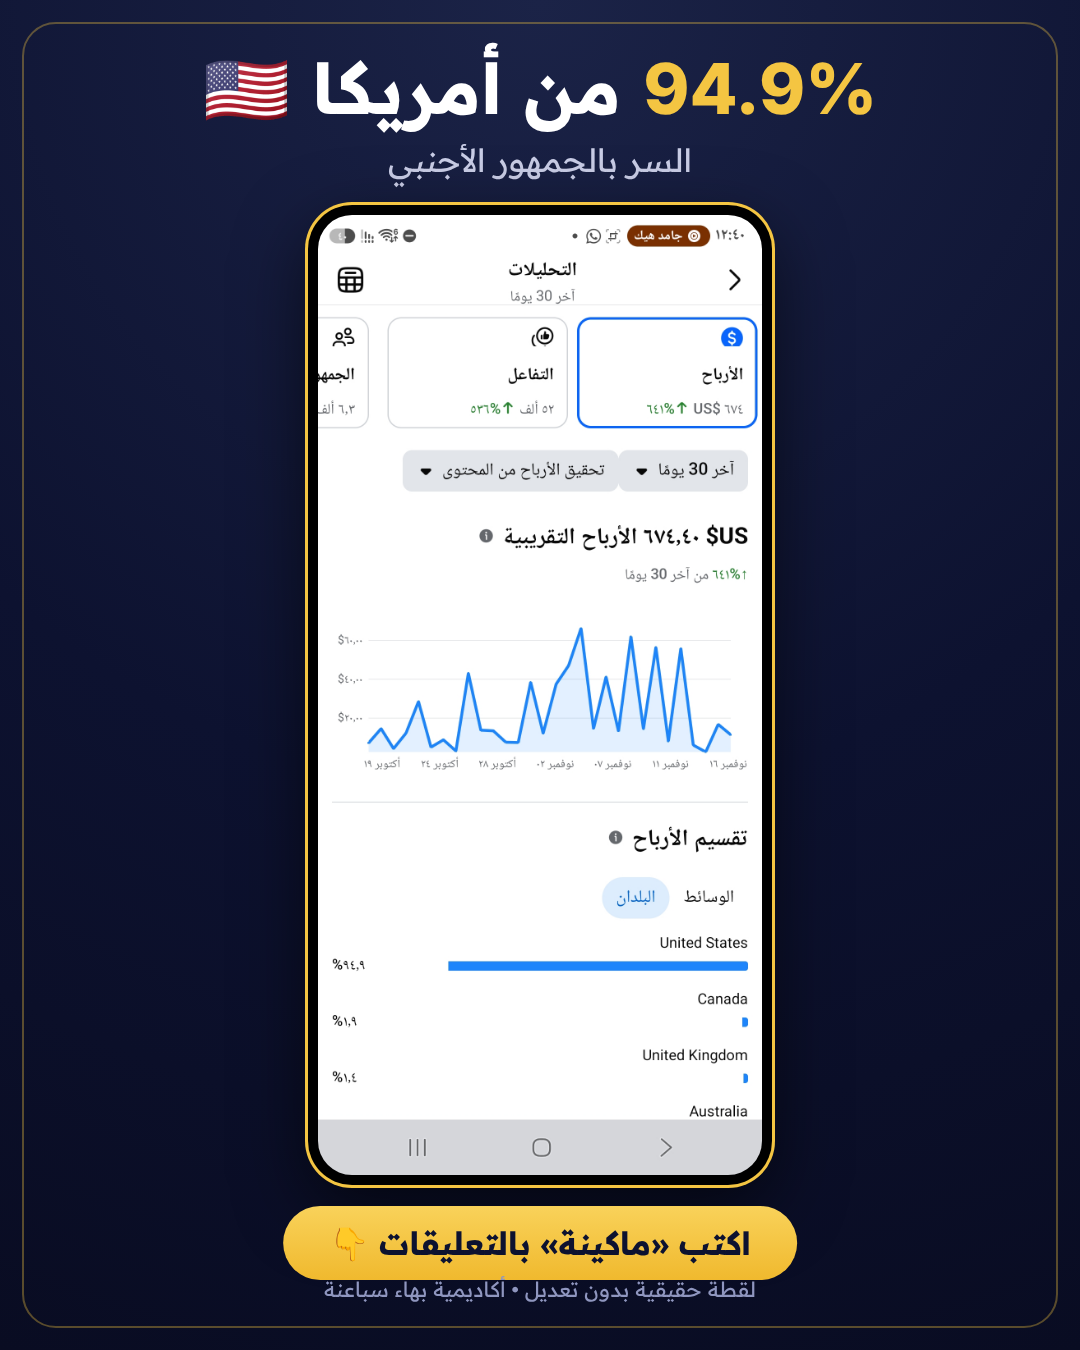 94.9% من أمريكا
السر بالجمهور الأجنبي
١٢:٤٠ جامد هيك
التحليلات
آخر 30 يومًا
الأرباح
٦٧٤ US$ ↑٦٤١%
التفاعل
٥٢ ألف ↑٥٣٦%
الجمهو
٦,٣ ألف
آخر 30 يومًا
تحقيق الأرباح من المحتوى
US$ ٦٧٤,٤٠ الأرباح التقريبية
↑٦٤١% من آخر 30 يومًا
$٦٠,٠٠
$٤٠,٠٠
$٢٠,٠٠
أكتوبر ١٩ أكتوبر ٢٤ أكتوبر ٢٨ نوفمبر ٠٢ نوفمبر ٠٧ نوفمبر ١١ نوفمبر ١٦
تقسيم الأرباح
الوسائط
البلدان
United States
%٩٤,٩
Canada
%١,٩
United Kingdom
%١,٤
Australia
اكتب «ماكينة» بالتعليقات
لقطة حقيقية بدون تعديل • أكاديمية بهاء سباعنة